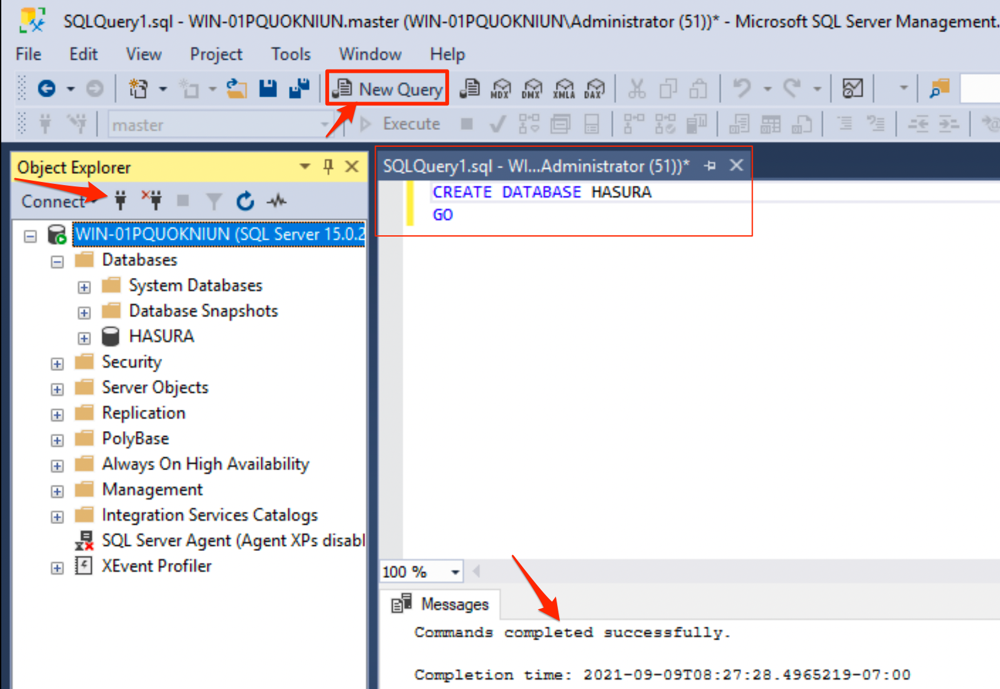 SQLQuery1.sql - WIN-01PQUOKNIUN.master (WIN-01PQUOKNIUN\Administrator (51))* - Microsoft SQL Server Management.
File Edit View Project Tools Window Help
New Query MDX DMX XMLA DAX
master Execute
Object Explorer
Connect
WIN-01PQUOKNIUN (SQL Server 15.0.2
Databases
System Databases
Database Snapshots
HASURA
Security
Server Objects
Replication
PolyBase
Always On High Availability
Management
Integration Services Catalogs
SQL Server Agent (Agent XPs disabl
XEvent Profiler
SQLQuery1.sql - WI...Administrator (51))*
CREATE DATABASE HASURA
GO
100 %
Messages
Commands completed successfully.
Completion time: 2021-09-09T08:27:28.4965219-07:00